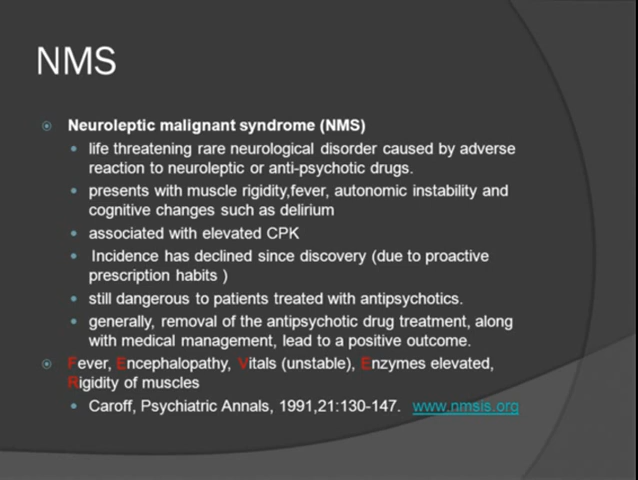 NMS
Neuroleptic malignant syndrome (NMS)
life threatening rare neurological disorder caused by adverse
reaction to neuroleptic or anti-psychotic drugs.
presents with muscle rigidity,fever, autonomic instability and
cognitive changes such as delirium
associated with elevated CPK
Incidence has declined since discovery (due to proactive
prescription habits )
still dangerous to patients treated with antipsychotics.
generally, removal of the antipsychotic drug treatment, along
with medical management, lead to a positive outcome.
Fever, Encephalopathy, Vitals (unstable), Enzymes elevated,
Rigidity of muscles
Caroff, Psychiatric Annals, 1991,21:130-147. www.nmsis.org